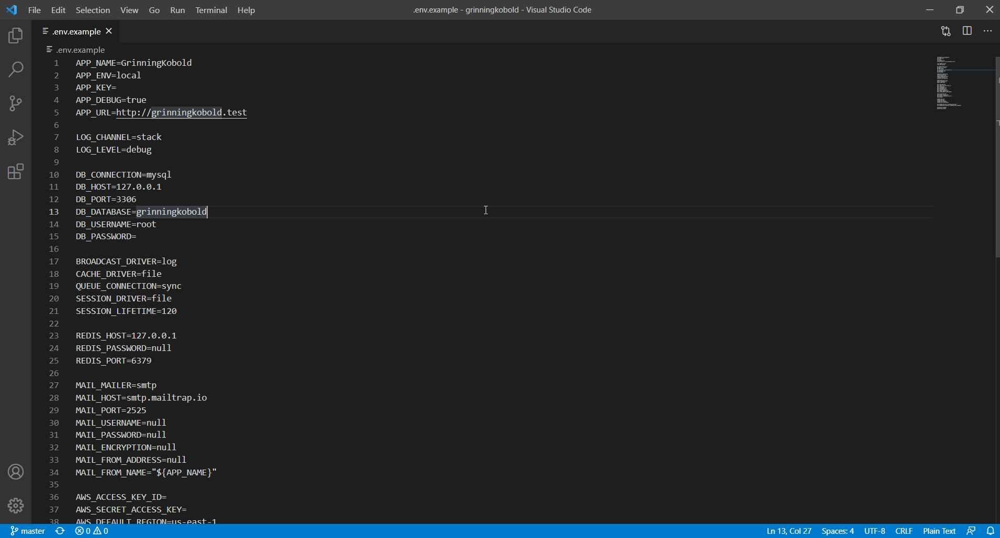 File Edit Selection View Go Run Terminal Help
.env.example - grinningkobold - Visual Studio Code
.env.example
.env.example
1 APP_NAME=GrinningKobold
2 APP_ENV=local
3 APP_KEY=
4 APP_DEBUG=true
5 APP_URL=http://grinningkobold.test
6
7 LOG_CHANNEL=stack
8 LOG_LEVEL=debug
9
10 DB_CONNECTION=mysql
11 DB_HOST=127.0.0.1
12 DB_PORT=3306
13 DB_DATABASE=grinningkobold
14 DB_USERNAME=root
15 DB_PASSWORD=
16
17 BROADCAST_DRIVER=log
18 CACHE_DRIVER=file
19 QUEUE_CONNECTION=sync
20 SESSION_DRIVER=file
21 SESSION_LIFETIME=120
22
23 REDIS_HOST=127.0.0.1
24 REDIS_PASSWORD=null
25 REDIS_PORT=6379
26
27 MAIL_MAILER=smtp
28 MAIL_HOST=smtp.mailtrap.io
29 MAIL_PORT=2525
30 MAIL_USERNAME=null
31 MAIL_PASSWORD=null
32 MAIL_ENCRYPTION=null
33 MAIL_FROM_ADDRESS=null
34 MAIL_FROM_NAME="${APP_NAME}"
35
36 AWS_ACCESS_KEY_ID=
37 AWS_SECRET_ACCESS_KEY=
38 AWS_DEFAULT_REGION=us-east-1
master 0 0 Ln 13, Col 27 Spaces: 4 UTF-8 CRLF Plain Text